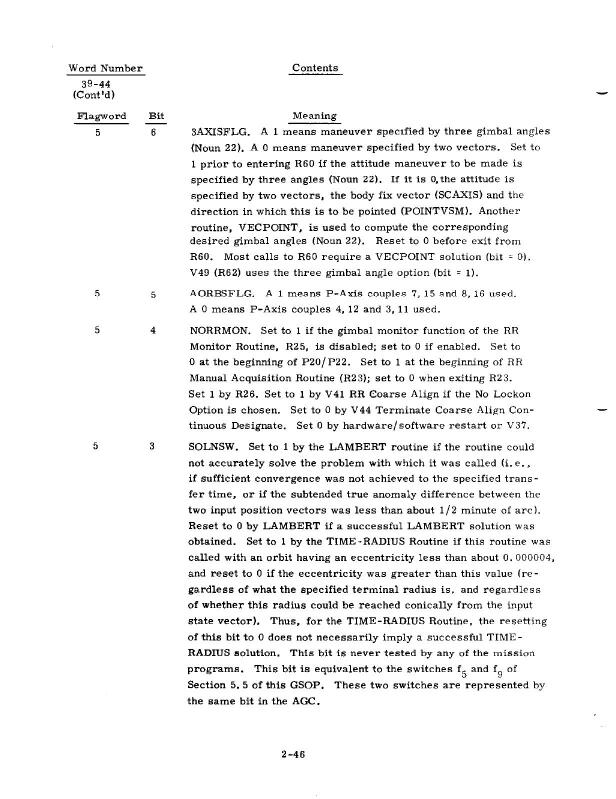 Word Number Contents
39-44
(Cont'd)
Flagword Bit Meaning
5 6 3AXISFLG. A 1 means maneuver specified by three gimbal angles
(Noun 22). A 0 means maneuver specified by two vectors. Set to
1 prior to entering R60 if the attitude maneuver to be made is
specified by three angles (Noun 22). If it is 0, the attitude is
specified by two vectors, the body fix vector (SCAXIS) and the
direction in which this is to be pointed (POINTVSM). Another
routine, VECPOINT, is used to compute the corresponding
desired gimbal angles (Noun 22). Reset to 0 before exit from
R60. Most calls to R60 require a VECPOINT solution (bit = 0).
V49 (R62) uses the three gimbal angle option (bit = 1).
5 5 AORBSFLG. A 1 means P-Axis couples 7, 15 and 8, 16 used.
A 0 means P-Axis couples 4, 12 and 3, 11 used.
5 4 NORRMON. Set to 1 if the gimbal monitor function of the RR
Monitor Routine, R25, is disabled; set to 0 if enabled. Set to
0 at the beginning of P20/P22. Set to 1 at the beginning of RR
Manual Acquisition Routine (R23); set to 0 when exiting R23.
Set 1 by R26. Set to 1 by V41 RR Coarse Align if the No Lockon
Option is chosen. Set to 0 by V44 Terminate Coarse Align Con-
tinuous Designate. Set 0 by hardware/software restart or V37.
5 3 SOLNSW. Set to 1 by the LAMBERT routine if the routine could
not accurately solve the problem with which it was called (i.e.,
if sufficient convergence was not achieved to the specified trans-
fer time, or if the subtended true anomaly difference between the
two input position vectors was less than about 1/2 minute of arc).
Reset to 0 by LAMBERT if a successful LAMBERT solution was
obtained. Set to 1 by the TIME-RADIUS Routine if this routine was
called with an orbit having an eccentricity less than about 0.000004,
and reset to 0 if the eccentricity was greater than this value (re-
gardless of what the specified terminal radius is, and regardless
of whether this radius could be reached conically from the input
state vector). Thus, for the TIME-RADIUS Routine, the resetting
of this bit to 0 does not necessarily imply a successful TIME-
RADIUS solution. This bit is never tested by any of the mission
programs. This bit is equivalent to the switches f5 and f9 of
Section 5.5 of this GSOP. These two switches are represented by
the same bit in the AGC.
2-46